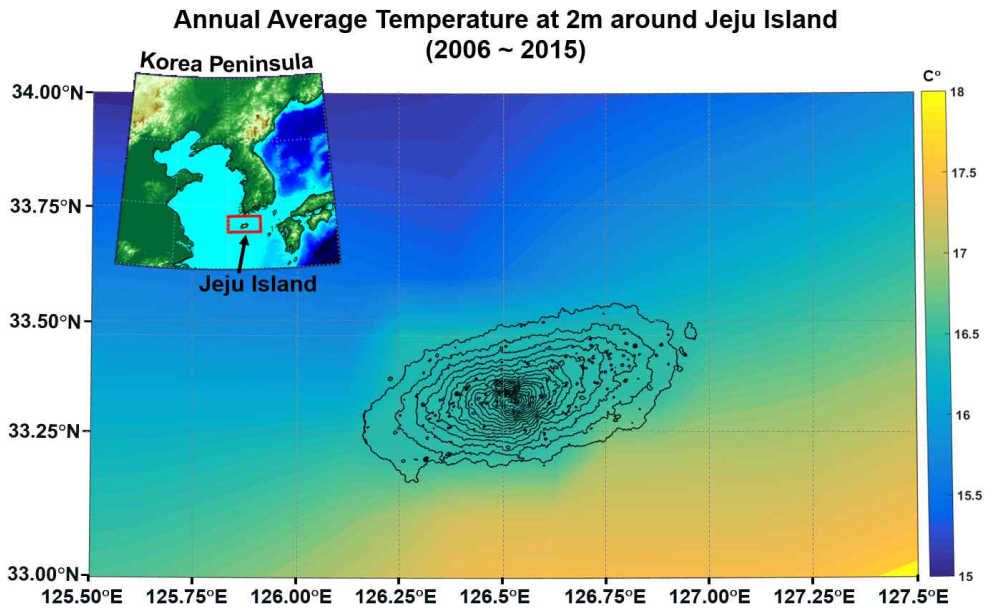 Annual Average Temperature at 2m around Jeju Island
(2006 ~ 2015)
Korea Peninsula
C°
34.00°N
18
17.5
33.75°N
Jeju Island
17
33.50°N
16.5
33.25°N
16
15.5
33.00°N
15
125.50°E 125.75°E 126.00°E 126.25°E 126.50°E 126.75°E 127.00°E 127.25°E 127.5°E